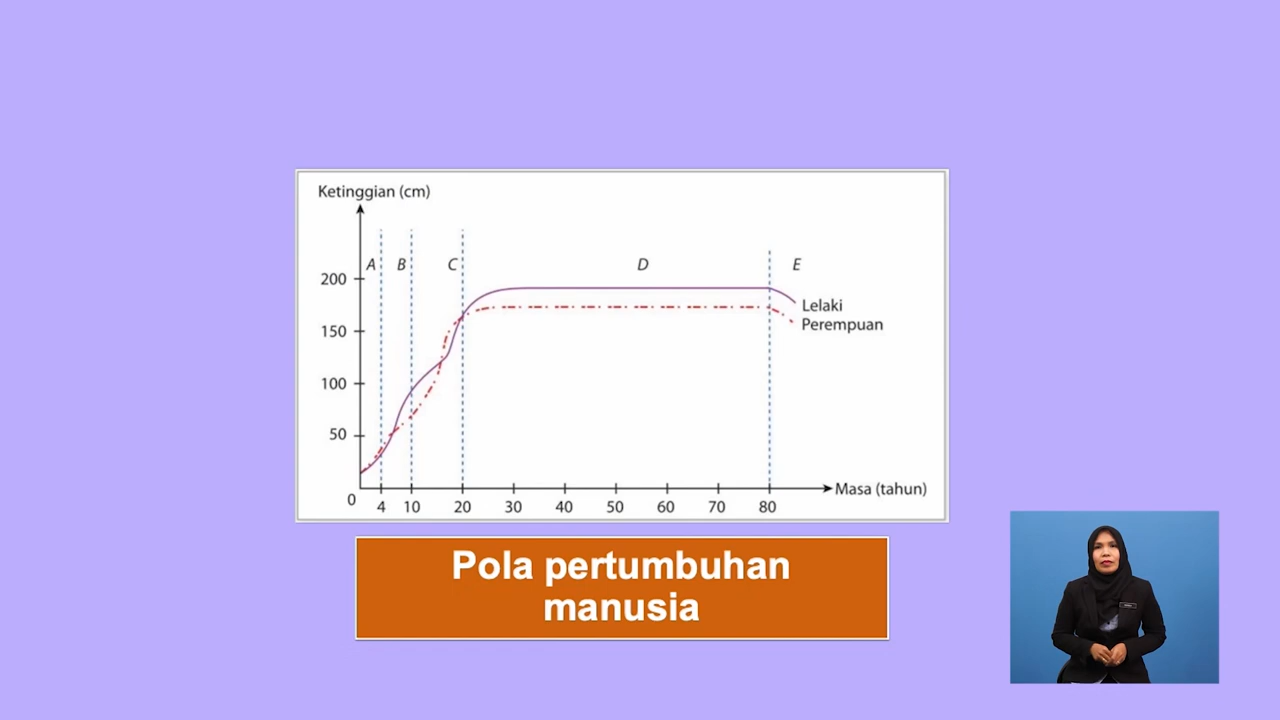 Ketinggian (cm)
A B C D E
200
150
100
50
0
4 10 20 30 40 50 60 70 80
Lelaki
Perempuan
Masa (tahun)
Pola pertumbuhan
manusia